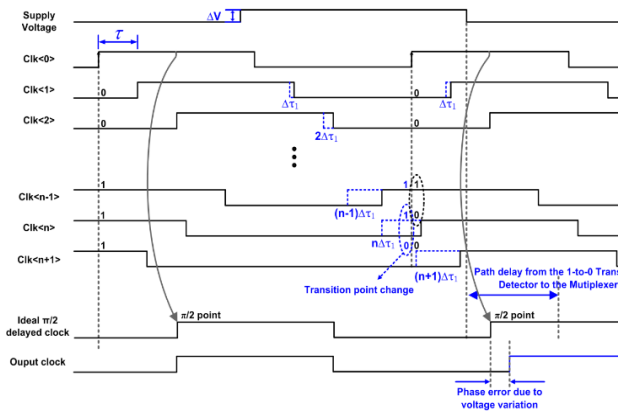 Supply
Voltage
ΔV
τ
Clk<0>
Clk<1>
0
0
Δτ1
Δτ1
Clk<2>
0
0
2Δτ1
Clk<n-1>
1
1
1
(n-1)Δτ1
Clk<n>
1
1
0
nΔτ1
Clk<n+1>
1
0
0
(n+1)Δτ1
Transition point change
Path delay from the 1-to-0 Trans
Detector to the Mutiplexer
Ideal π/2
delayed clock
π/2 point
π/2 point
Ouput clock
Phase error due to
voltage variation